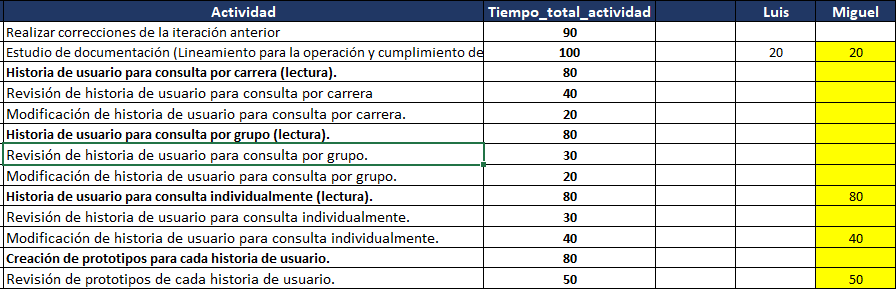 Actividad Tiempo_total_actividad Luis Miguel
Realizar correcciones de la iteración anterior 90
Estudio de documentación (Lineamiento para la operación y cumplimiento de 100 20 20
Historia de usuario para consulta por carrera (lectura). 80
Revisión de historia de usuario para consulta por carrera 40
Modificación de historia de usuario para consulta por carrera. 20
Historia de usuario para consulta por grupo (lectura). 80
Revisión de historia de usuario para consulta por grupo. 30
Modificación de historia de usuario para consulta por grupo. 20
Historia de usuario para consulta individualmente (lectura). 80 80
Revisión de historia de usuario para consulta individualmente. 30
Modificación de historia de usuario para consulta individualmente. 40 40
Creación de prototipos para cada historia de usuario. 80
Revisión de prototipos de cada historia de usuario. 50 50